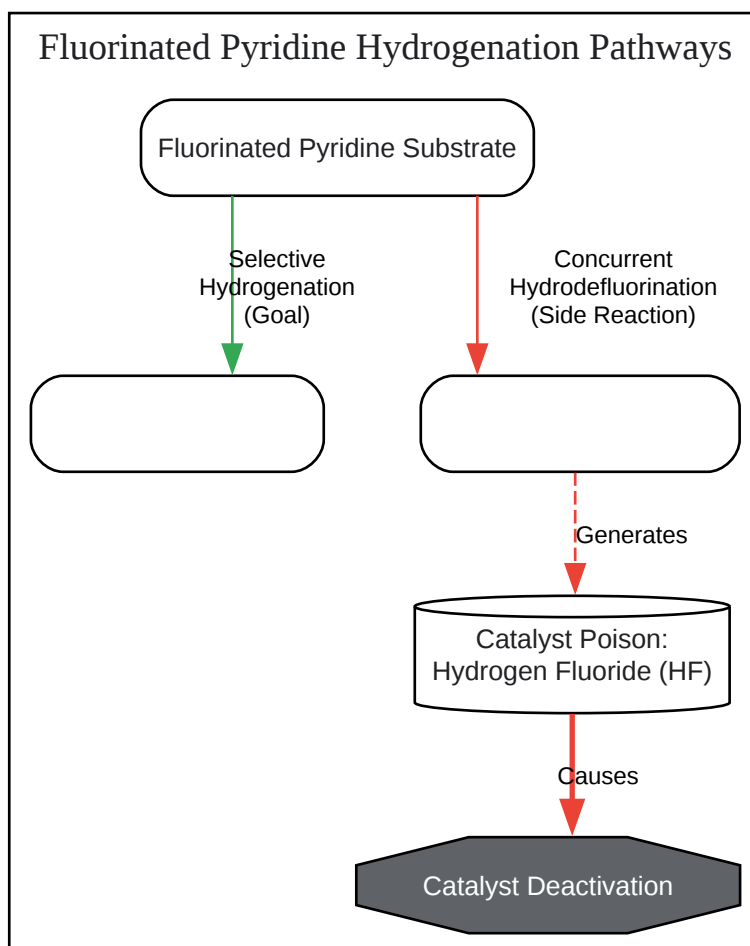 Fluorinated Pyridine Hydrogenation Pathways
Fluorinated Pyridine Substrate
Selective
Hydrogenation
(Goal)
Concurrent
Hydrodefluorination
(Side Reaction)
Generates
Catalyst Poison:
Hydrogen Fluoride (HF)
Causes
Catalyst Deactivation